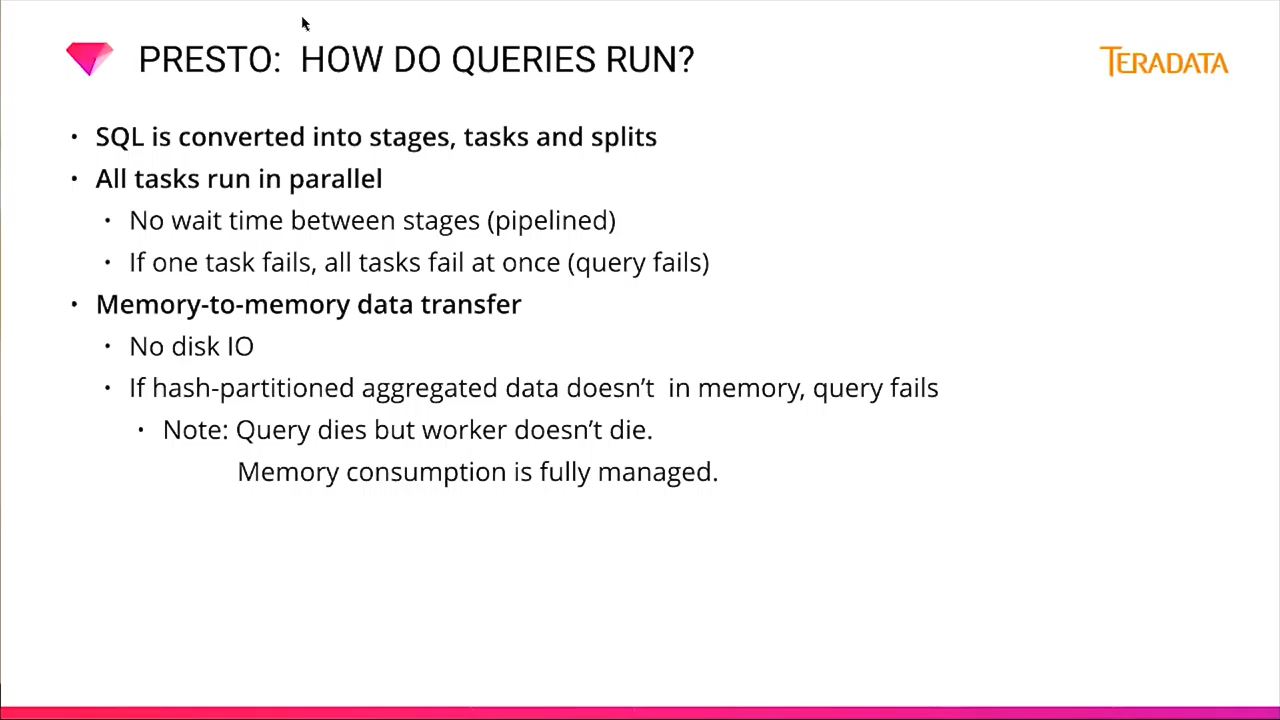 PRESTO: HOW DO QUERIES RUN?
TERADATA
• SQL is converted into stages, tasks and splits
• All tasks run in parallel
• No wait time between stages (pipelined)
• If one task fails, all tasks fail at once (query fails)
• Memory-to-memory data transfer
• No disk IO
• If hash-partitioned aggregated data doesn’t  in memory, query fails
• Note: Query dies but worker doesn’t die.
Memory consumption is fully managed.